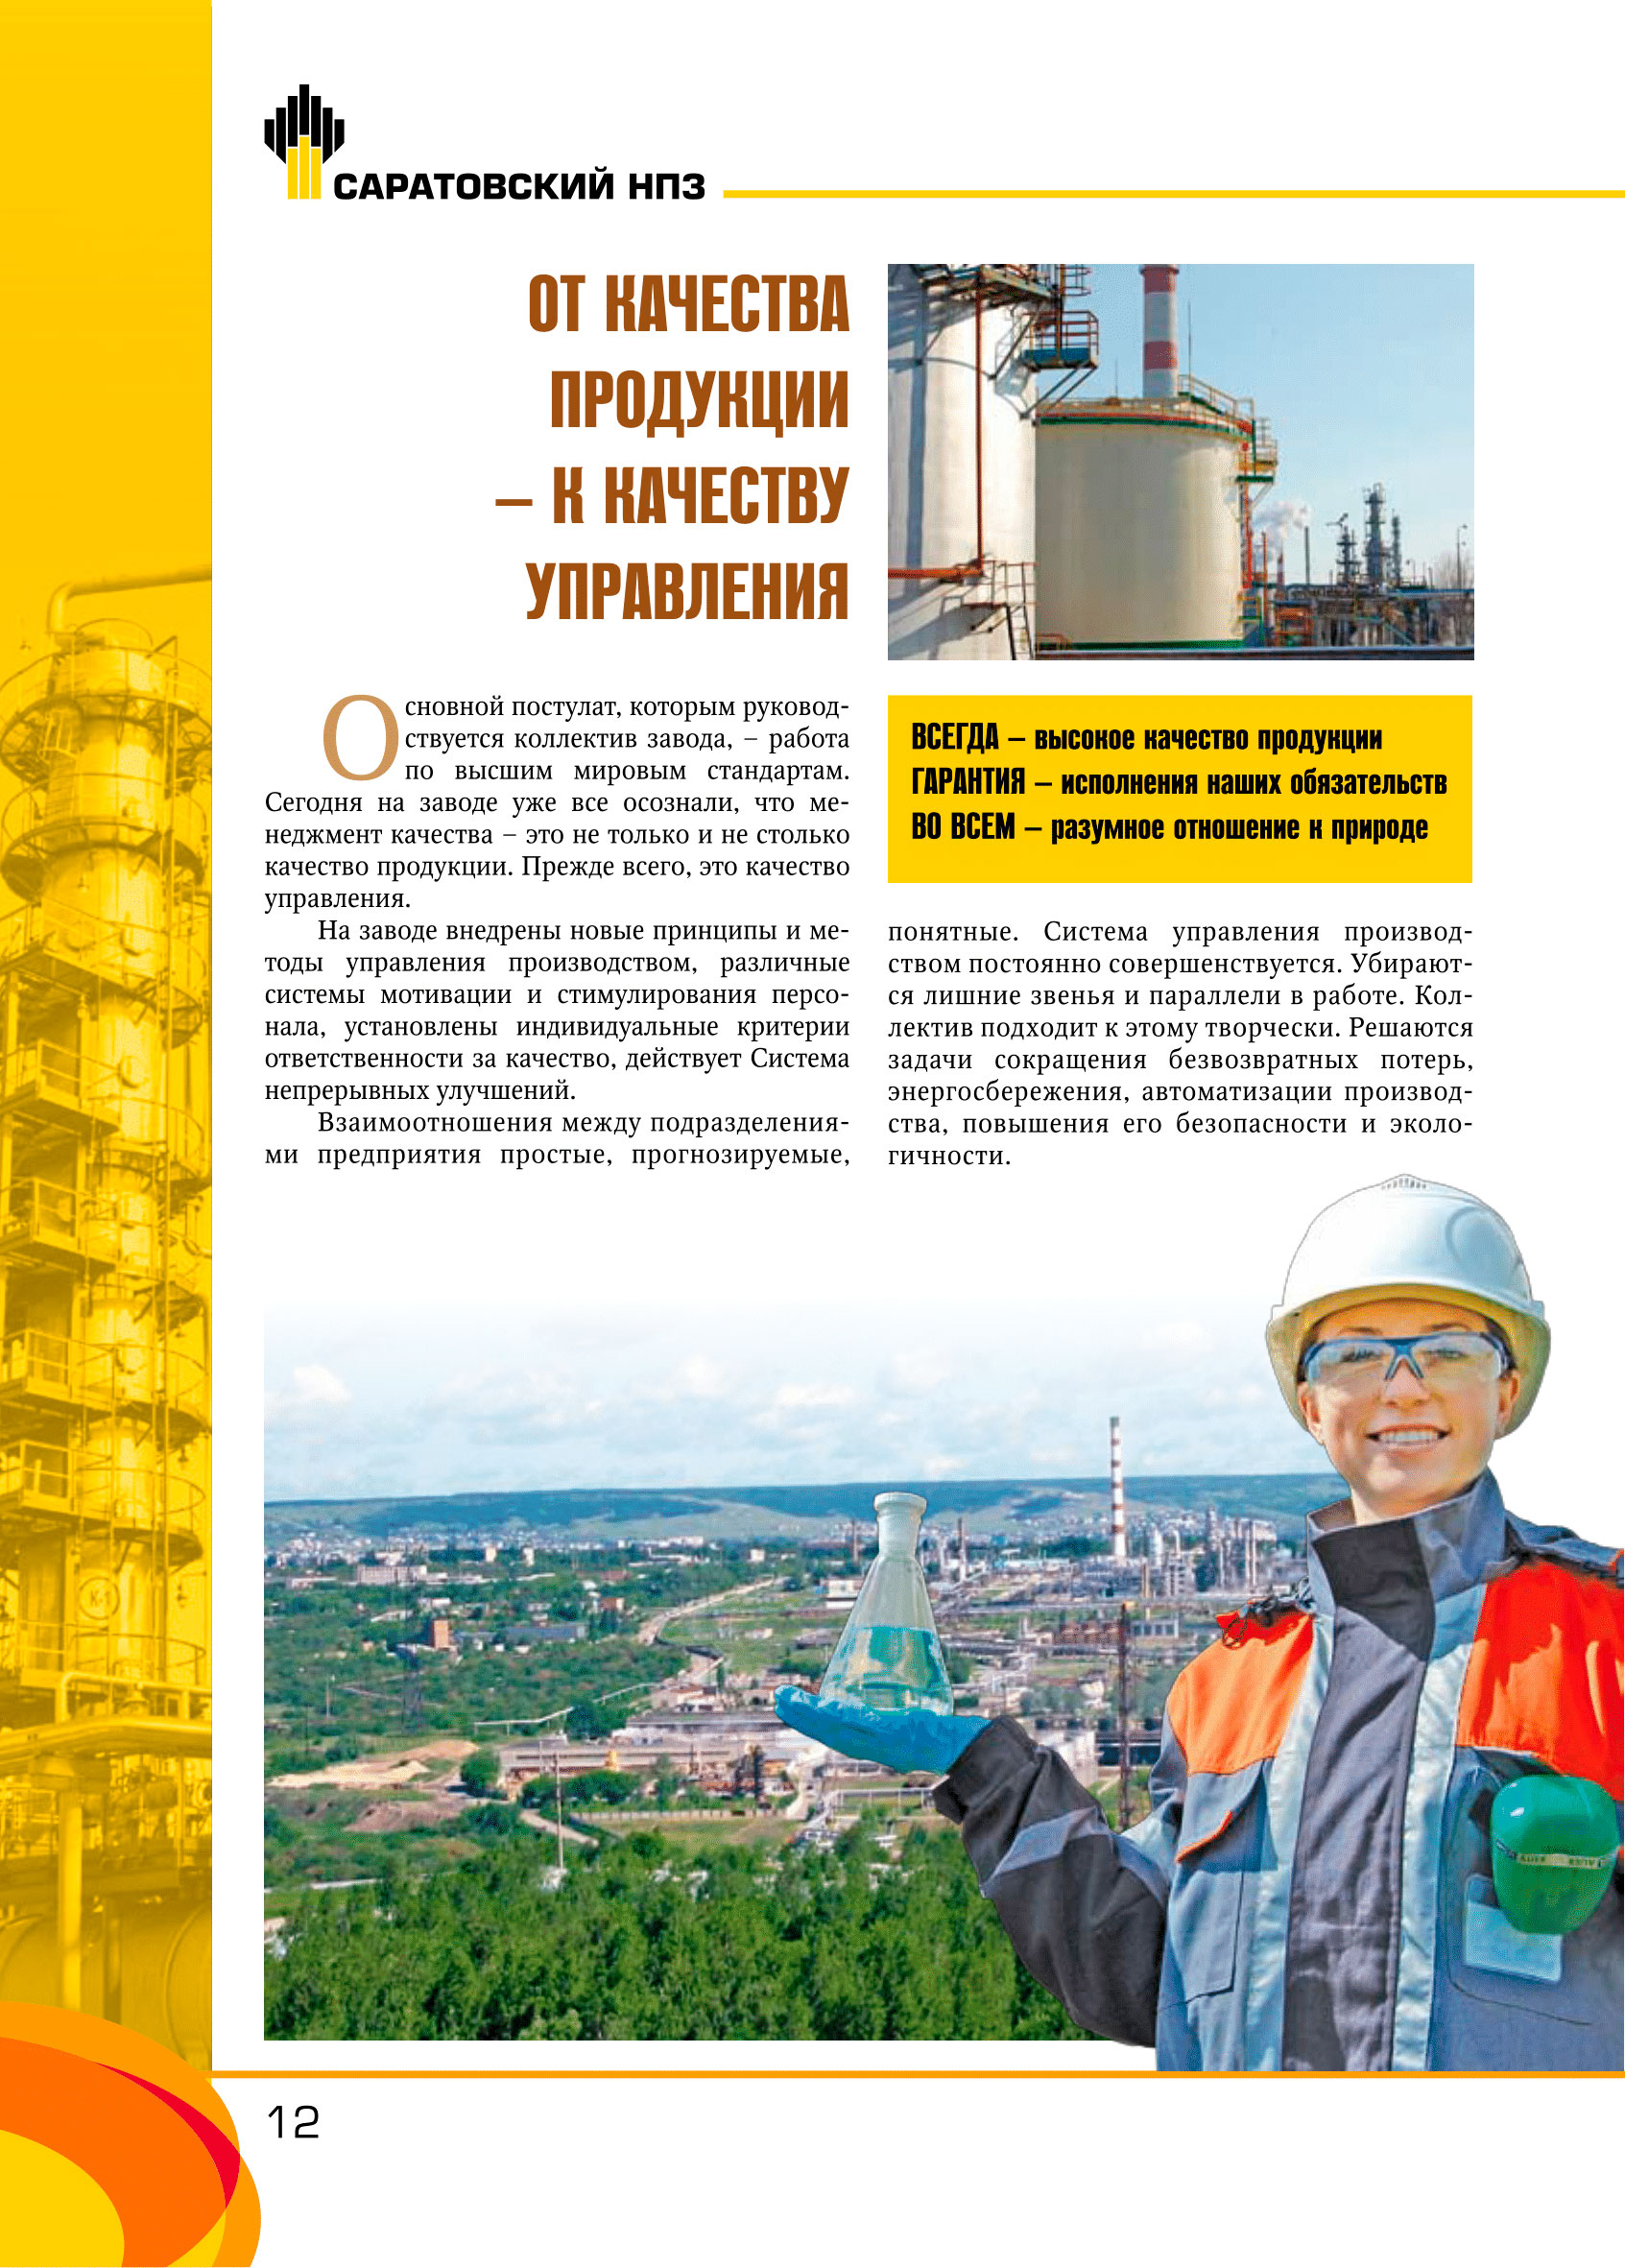 САРАТОВСКИЙ НПЗ
ОТ КАЧЕСТВА
ПРОДУКЦИИ
– К КАЧЕСТВУ
УПРАВЛЕНИЯ
Основной постулат, которым руковод-
ствуется коллектив завода, – работа
по высшим мировым стандартам.
Сегодня на заводе уже все осознали, что ме-
неджмент качества – это не только и не столько
качество продукции. Прежде всего, это качество
управления.
На заводе внедрены новые принципы и ме-
тоды управления производством, различные
системы мотивации и стимулирования персо-
нала, установлены индивидуальные критерии
ответственности за качество, действует Система
непрерывных улучшений.
Взаимоотношения между подразделения-
ми предприятия простые, прогнозируемые,
ВСЕГДА – высокое качество продукции
ГАРАНТИЯ – исполнения наших обязательств
ВО ВСЕМ – разумное отношение к природе
понятные. Система управления производ-
ством постоянно совершенствуется. Убирают-
ся лишние звенья и параллели в работе. Кол-
лектив подходит к этому творчески. Решаются
задачи сокращения безвозвратных потерь,
энергосбережения, автоматизации производ-
ства, повышения его безопасности и эколо-
гичности.
К-1
12